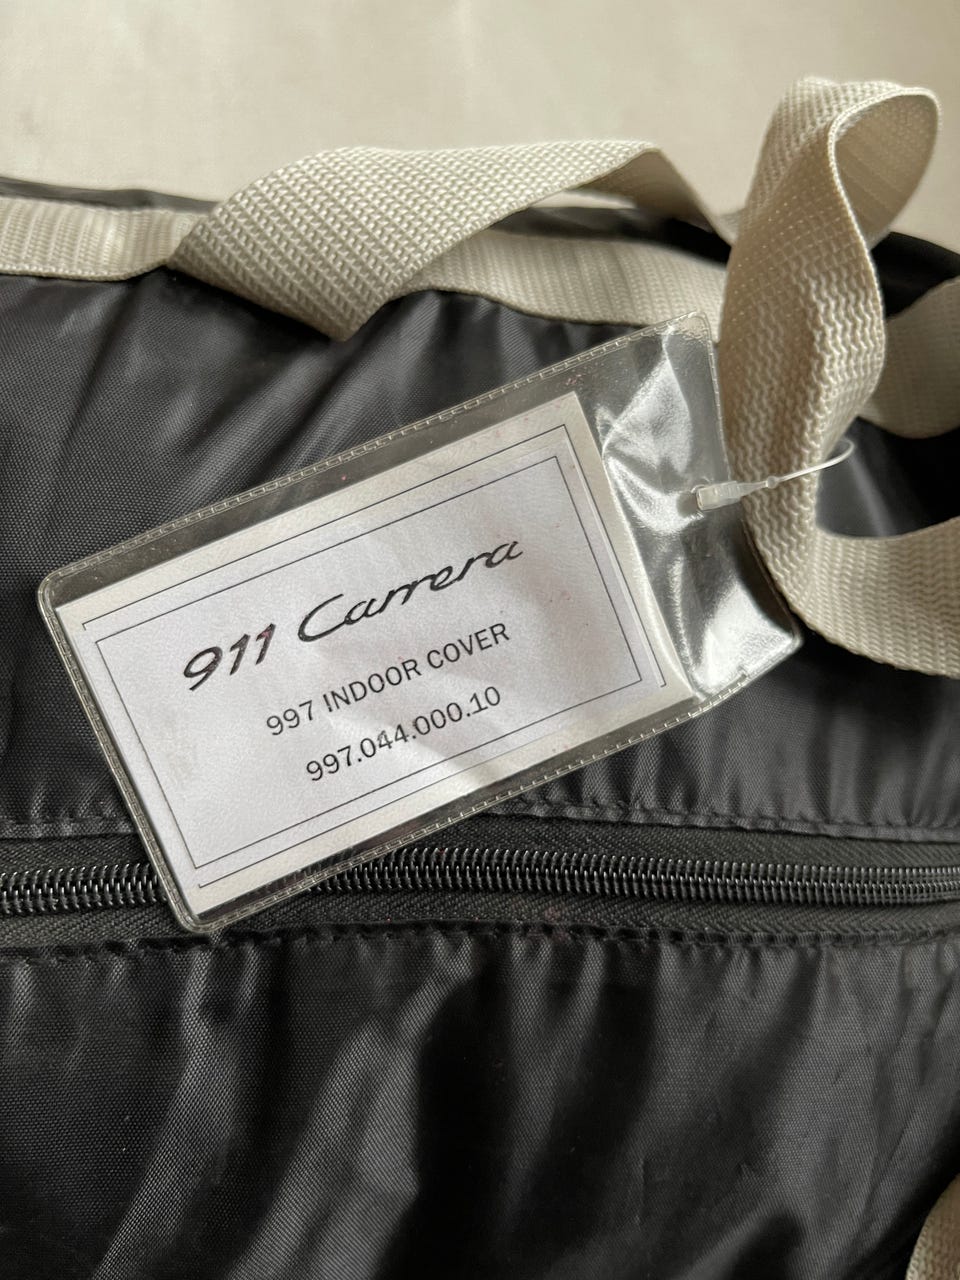 911 Carrera
997 INDOOR COVER
997.044.000.10